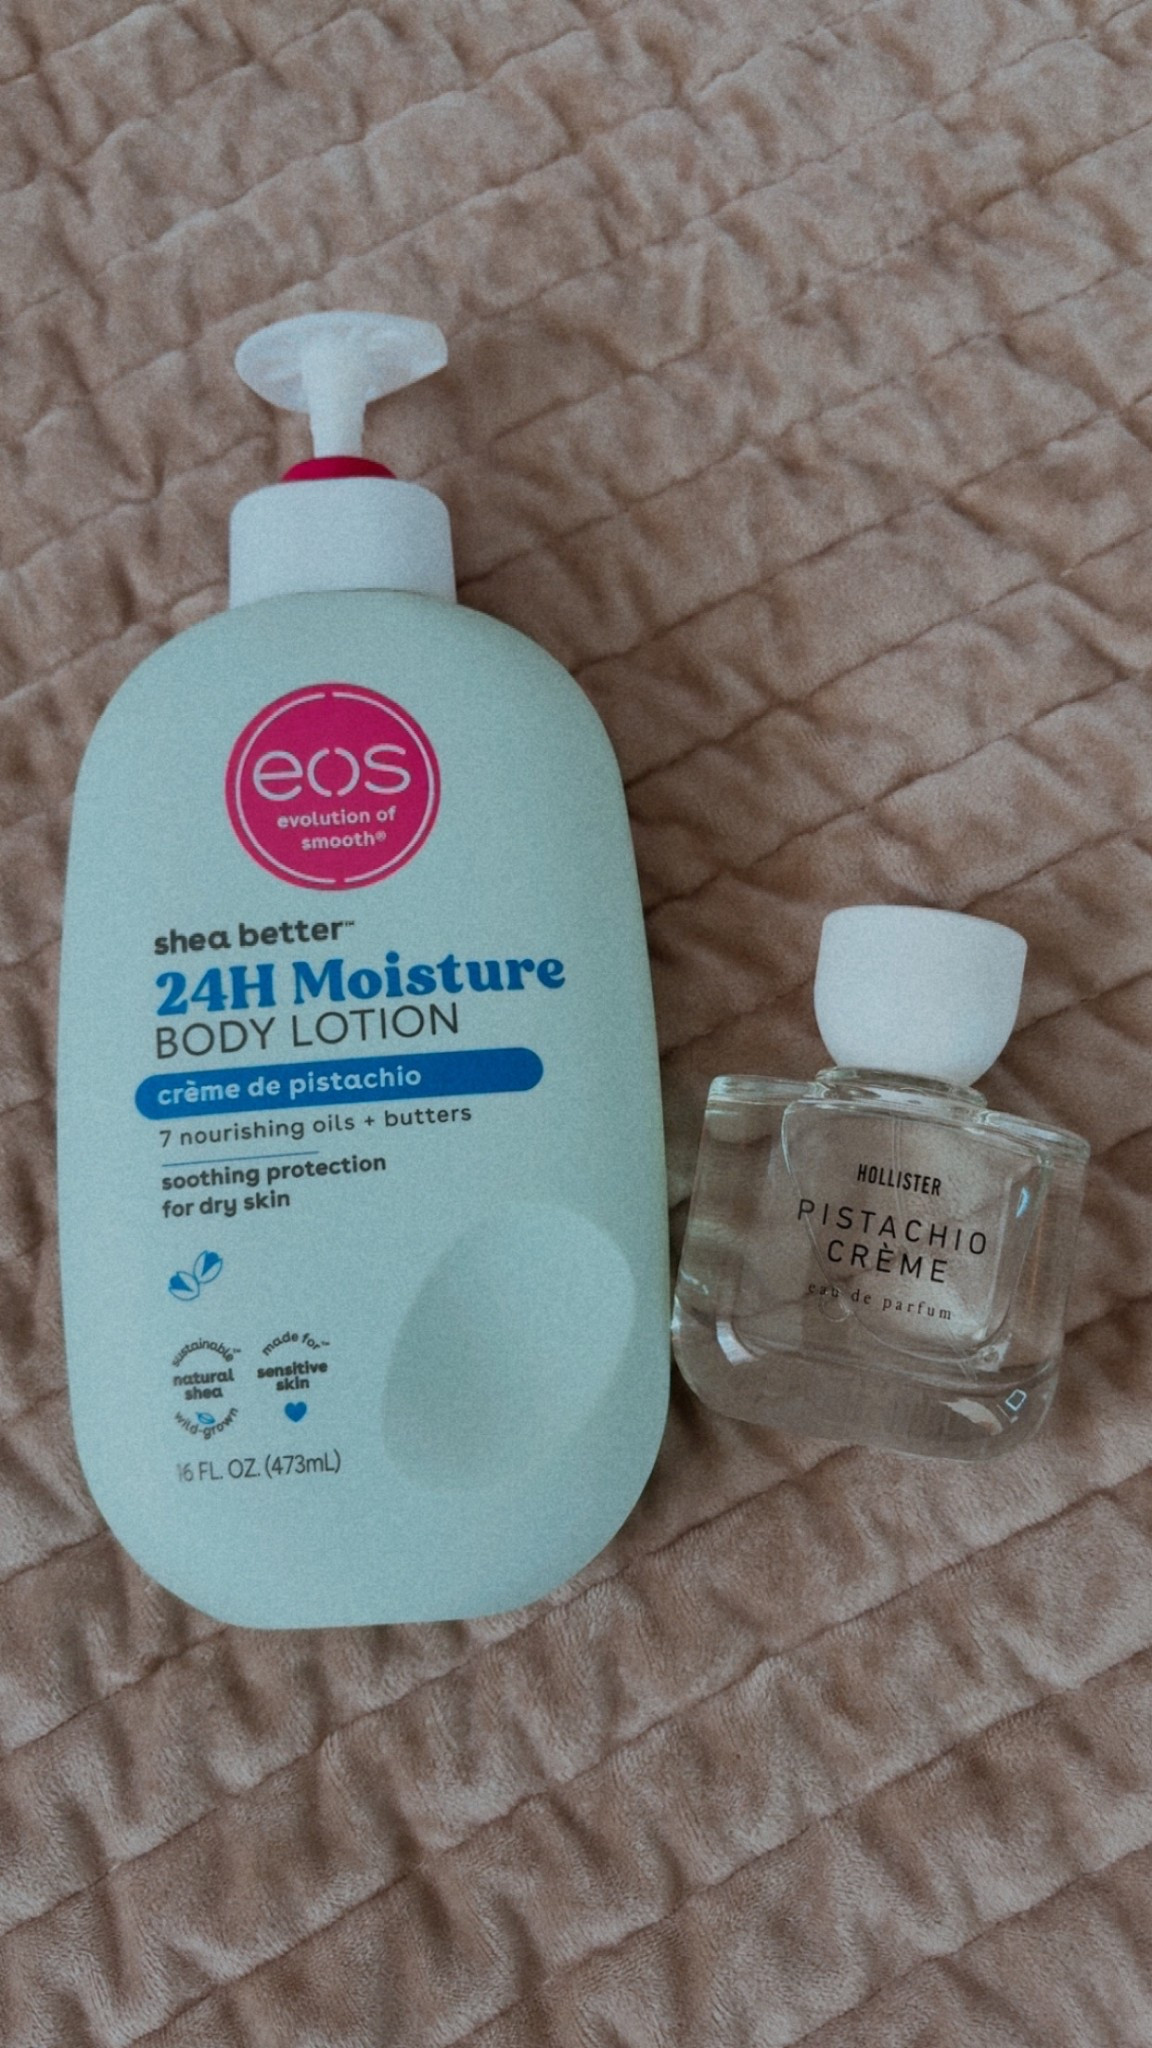 eos
evolution of
smooth®
shea better™
24H Moisture
BODY LOTION
crème de pistachio
7 nourishing oils + butters
soothing protection
for dry skin
sustainable™
natural
shea
wild-grown
made for™
sensitive
skin
16 FL. OZ. (473mL)
HOLLISTER
PISTACHIO
CRÈME
eau de parfum